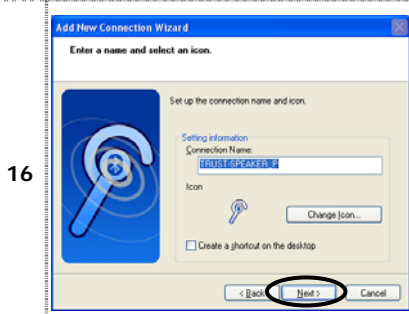 Add New Connection Wizard
Enter a name and select an icon.
Set up the connection name and icon.
Setting information
Connection Name:
TRUST-SPEAKER_P
Icon
Change Icon...
Create a shortcut on the desktop
16
< Back
Next >
Cancel